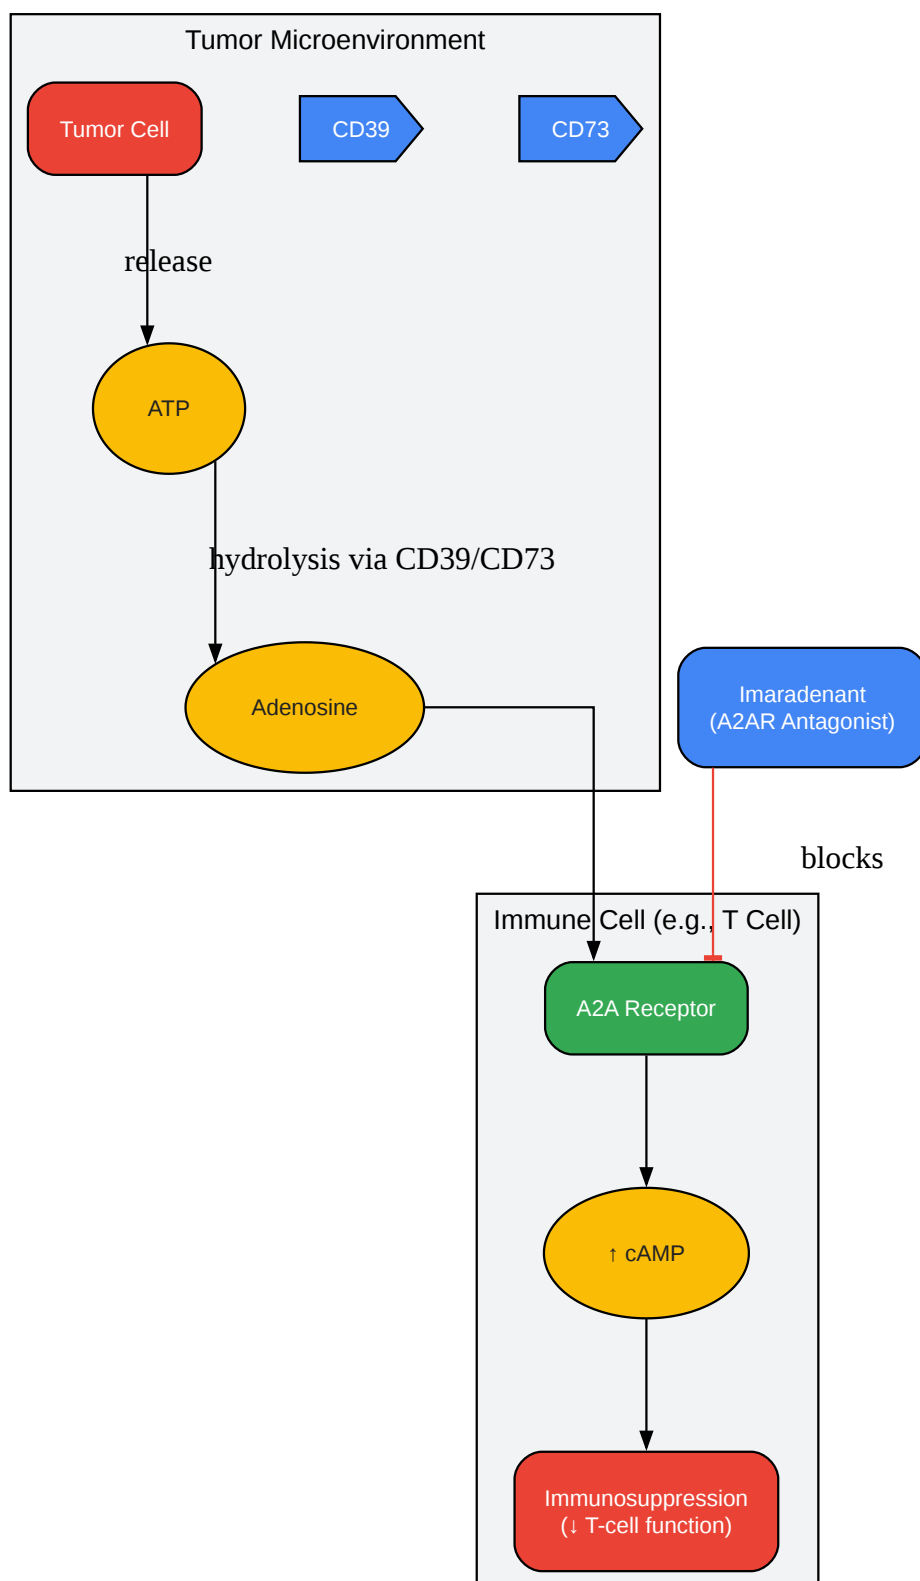 Tumor Microenvironment
Tumor Cell
CD39
CD73
release
ATP
hydrolysis via CD39/CD73
Adenosine
Imaradenant
(A2AR Antagonist)
blocks
Immune Cell (e.g., T Cell)
A2A Receptor
↑ cAMP
Immunosuppression
(↓ T-cell function)